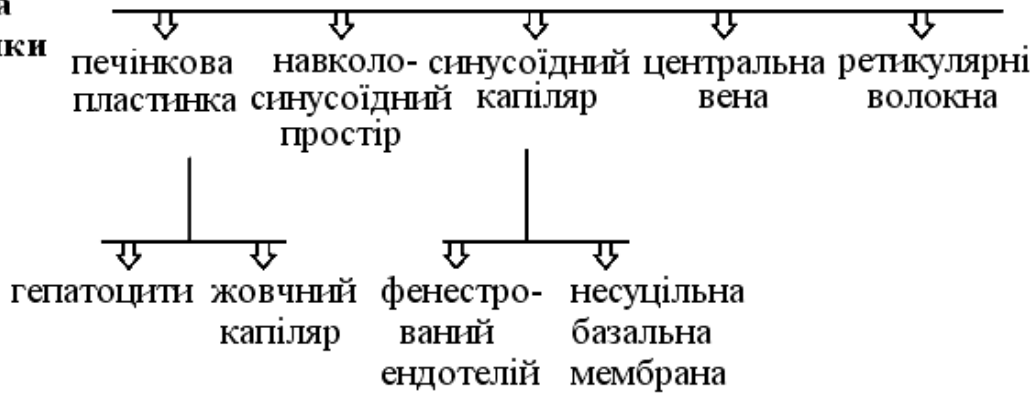 печінкова навколо- синусоїдний центральна ретикулярні
пластинка синусоїдний капіляр вена волокна
простір
гепатоцити жовчний фенестро- несуцільна
капіляр ваний базальна
ендотелій мембрана